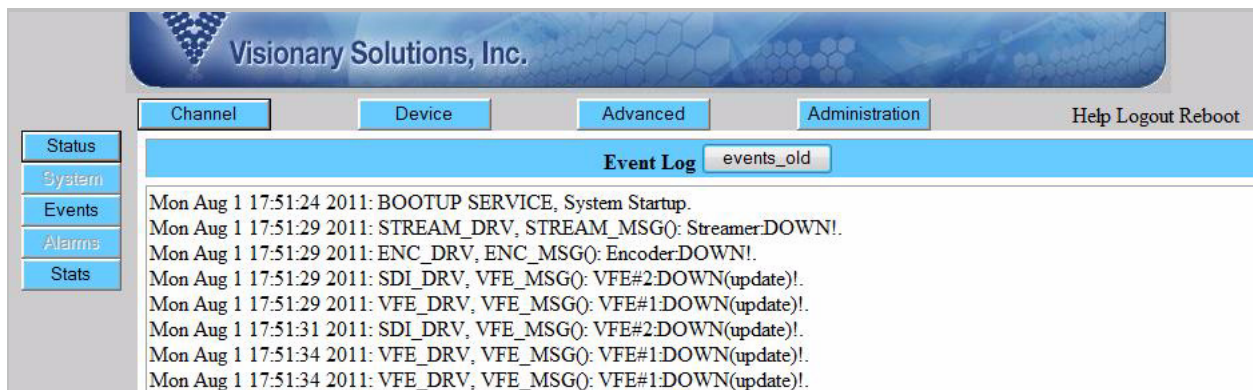 Visionary Solutions, Inc.
Channel Device Advanced Administration Help Logout Reboot
Status
System
Events
Alarms
Stats
Event Log events_old
Mon Aug 1 17:51:24 2011: BOOTUP SERVICE, System Startup.
Mon Aug 1 17:51:29 2011: STREAM_DRV, STREAM_MSG(): Streamer:DOWN!.
Mon Aug 1 17:51:29 2011: ENC_DRV, ENC_MSG(): Encoder:DOWN!.
Mon Aug 1 17:51:29 2011: SDI_DRV, VFE_MSG(): VFE#2:DOWN(update)!.
Mon Aug 1 17:51:29 2011: VFE_DRV, VFE_MSG(): VFE#1:DOWN(update)!.
Mon Aug 1 17:51:31 2011: SDI_DRV, VFE_MSG(): VFE#2:DOWN(update)!.
Mon Aug 1 17:51:34 2011: VFE_DRV, VFE_MSG(): VFE#1:DOWN(update)!.
Mon Aug 1 17:51:34 2011: VFE_DRV, VFE_MSG(): VFE#1:DOWN(update)!.